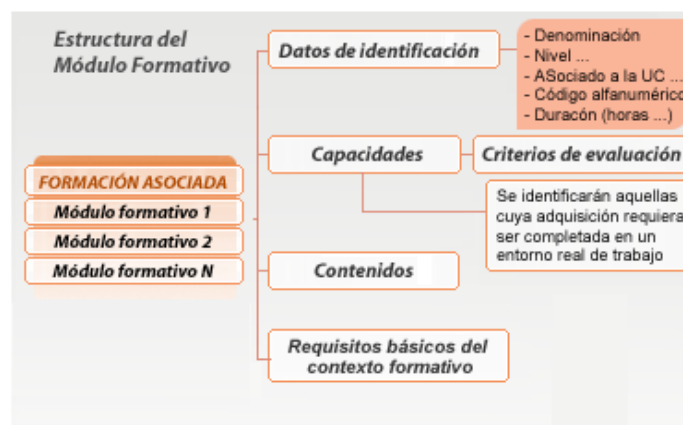 Estructura del
Módulo Formativo
FORMACIÓN ASOCIADA
Módulo formativo 1
Módulo formativo 2
Módulo formativo N
Datos de identificación
- Denominación
- Nivel ...
- ASociado a la UC ...
- Código alfanumérico
- Duracón (horas ...)
Capacidades
Criterios de evaluación
Se identificarán aquellas
cuya adquisición requiera
ser completada en un
entorno real de trabajo
Contenidos
Requisitos básicos del
contexto formativo